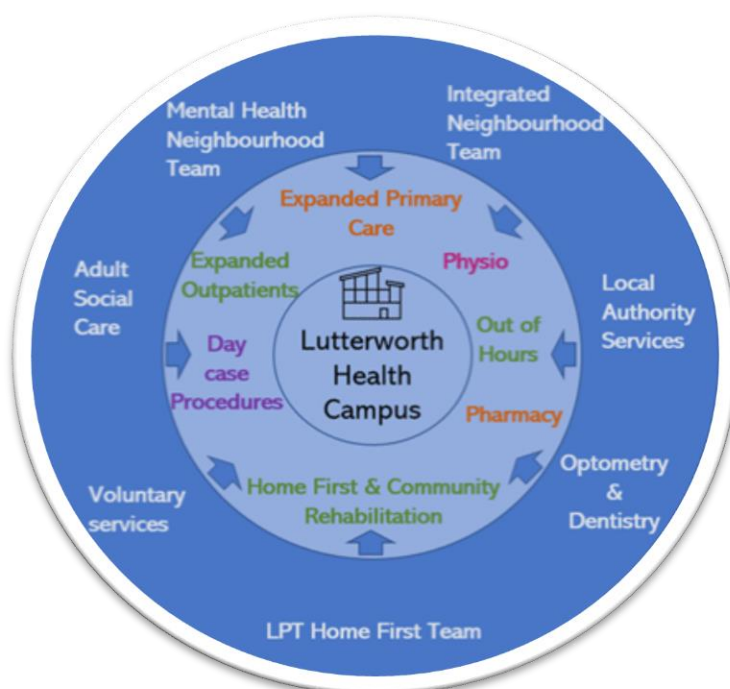 Mental Health
Neighbourhood
Team
Integrated
Neighbourhood
Team
Expanded Primary
Care
Expanded
Outpatients
Physio
Adult
Social
Care
Local
Authority
Services
Lutterworth
Health
Campus
Out of
Hours
Day
case
Procedures
Pharmacy
Optometry
&
Dentistry
Voluntary
services
Home First & Community
Rehabilitation
LPT Home First Team